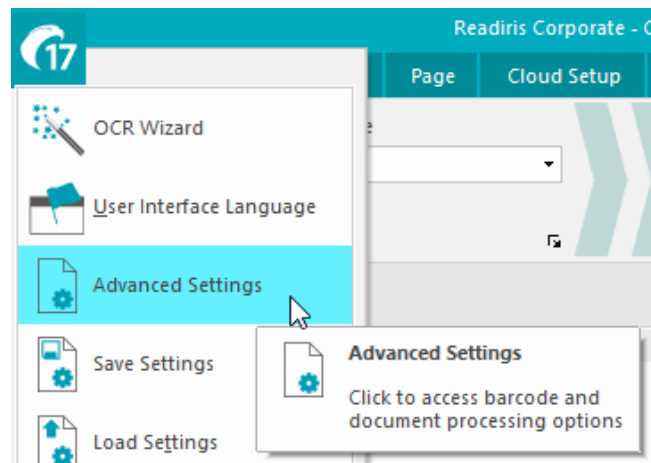 Readiris Corporate -
17
Page
Cloud Setup
OCR Wizard
User Interface Language
Advanced Settings
Save Settings
Load Settings
Advanced Settings
Click to access barcode and
document processing options